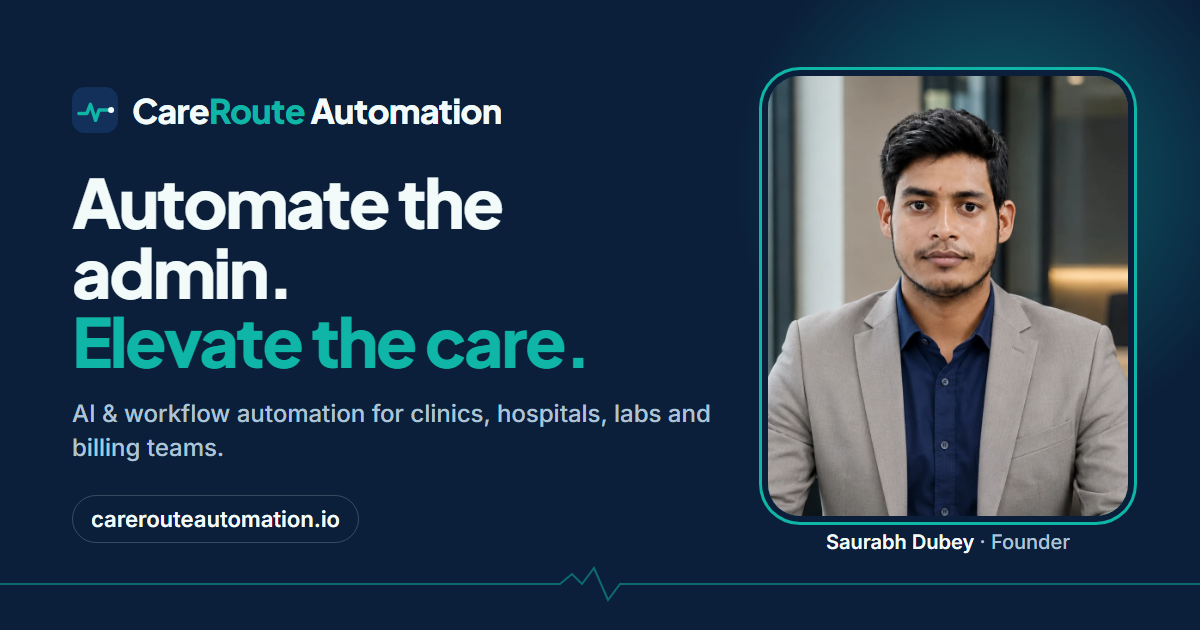 CareRoute Automation
Automate the
admin.
Elevate the care.
AI & workflow automation for clinics, hospitals, labs and
billing teams.
carerouteautomation.io
Saurabh Dubey · Founder